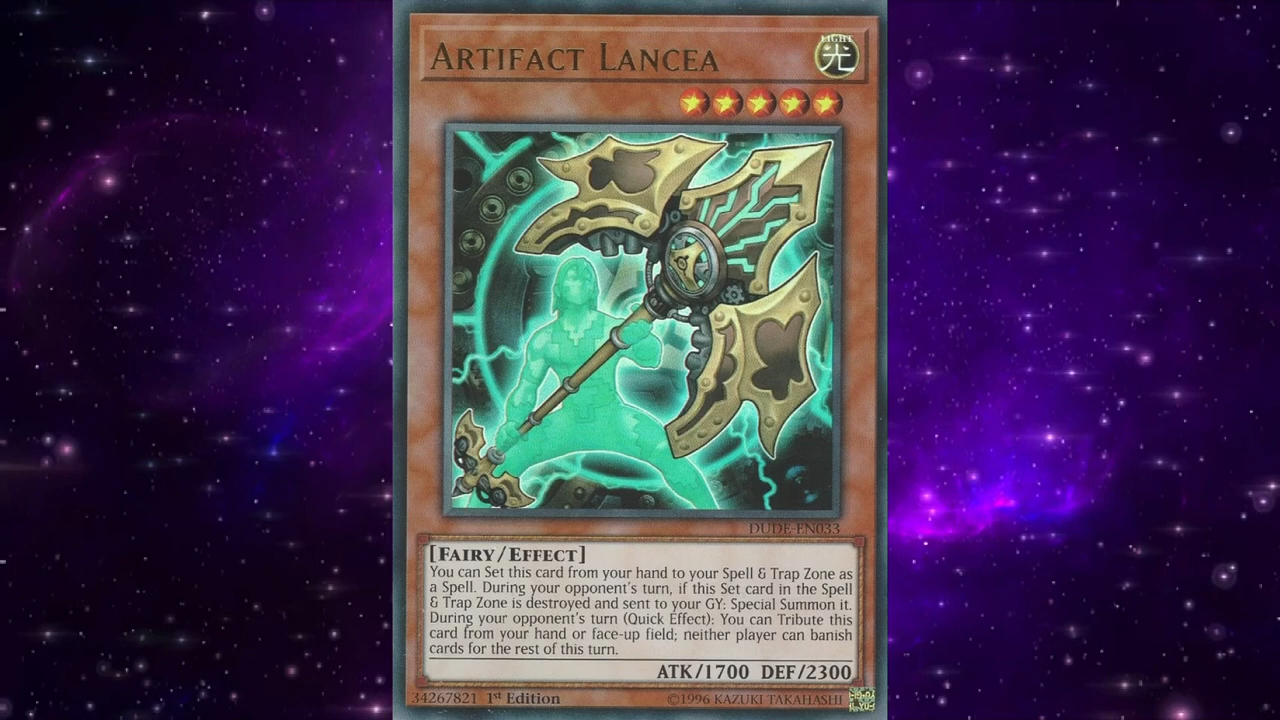 Artifact Lancea
LIGHT
光
DUDE-EN033
[Fairy/Effect]
You can Set this card from your hand to your Spell & Trap Zone as
a Spell. During your opponent's turn, if this Set card in the Spell
& Trap Zone is destroyed and sent to your GY: Special Summon it.
During your opponent's turn (Quick Effect): You can Tribute this
card from your hand or face-up field; neither player can banish
cards for the rest of this turn.
ATK/1700 DEF/2300
34267821 1st Edition ©1996 KAZUKI TAKAHASHI